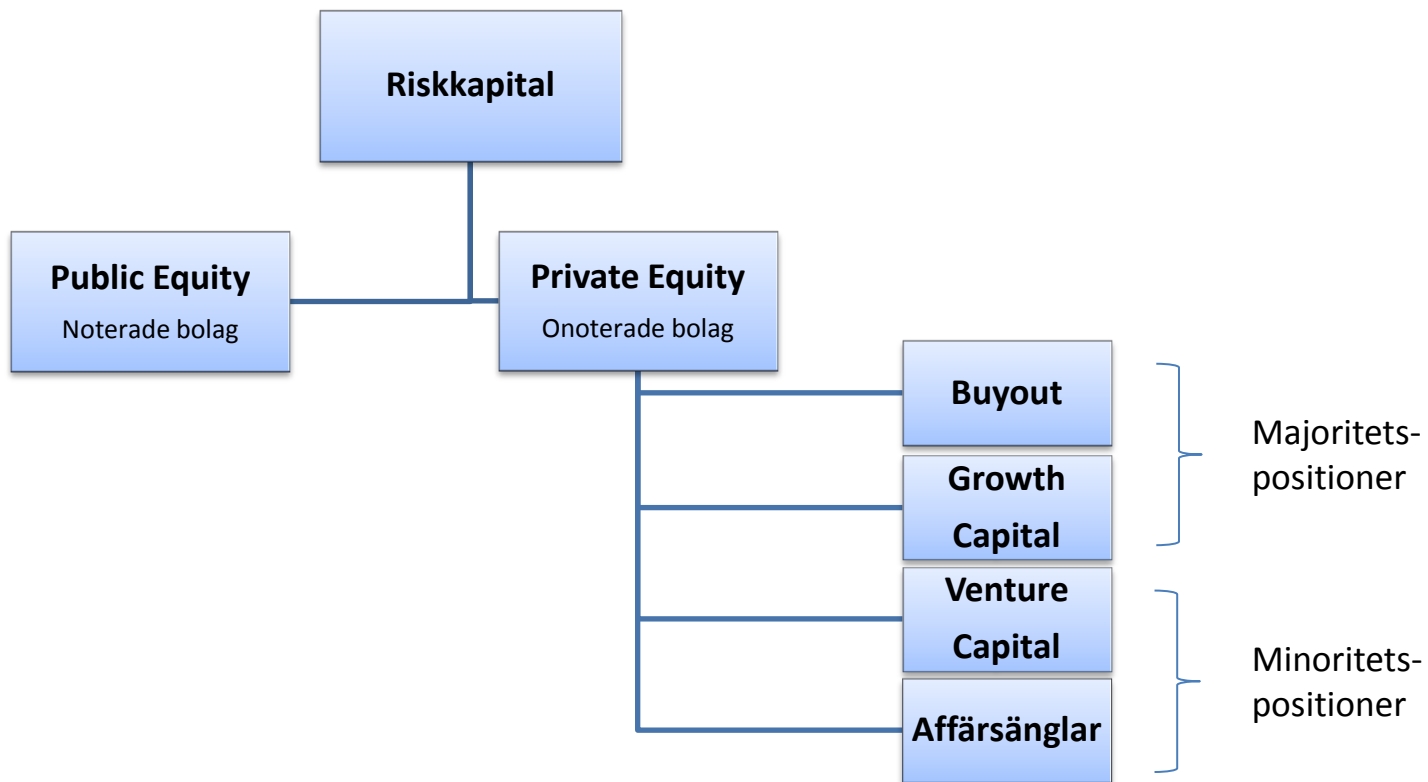 Riskkapital
Public Equity
Noterade bolag
Private Equity
Onoterade bolag
Buyout
Growth
Capital
Majoritets-
positioner
Venture
Capital
Affärsänglar
Minoritets-
positioner